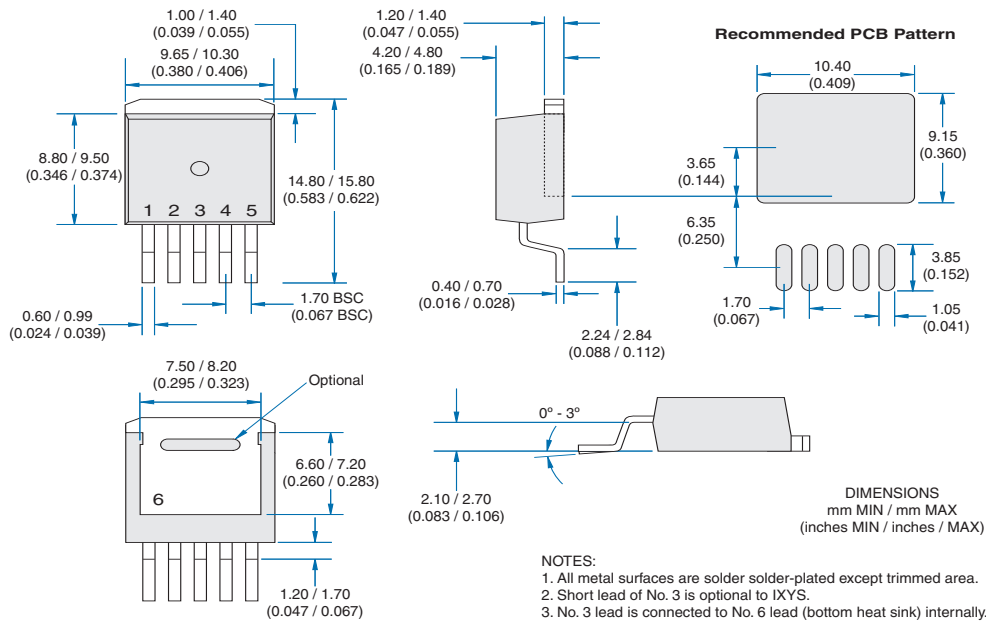 1.00 / 1.40
(0.039 / 0.055)
9.65 / 10.30
(0.380 / 0.406)
8.80 / 9.50
(0.346 / 0.374)
14.80 / 15.80
(0.583 / 0.622)
1 2 3 4 5
1.70 BSC
(0.067 BSC)
0.60 / 0.99
(0.024 / 0.039)
1.20 / 1.40
(0.047 / 0.055)
4.20 / 4.80
(0.165 / 0.189)
0.40 / 0.70
(0.016 / 0.028)
2.24 / 2.84
(0.088 / 0.112)
Recommended PCB Pattern
10.40
(0.409)
9.15
(0.360)
3.65
(0.144)
6.35
(0.250)
3.85
(0.152)
1.70
(0.067)
1.05
(0.041)
7.50 / 8.20
(0.295 / 0.323)
Optional
6.60 / 7.20
(0.260 / 0.283)
6
1.20 / 1.70
(0.047 / 0.067)
0º - 3º
2.10 / 2.70
(0.083 / 0.106)
DIMENSIONS
mm MIN / mm MAX
(inches MIN / inches / MAX)
NOTES:
1. All metal surfaces are solder solder-plated except trimmed area.
2. Short lead of No. 3 is optional to IXYS.
3. No. 3 lead is connected to No. 6 lead (bottom heat sink) internally.